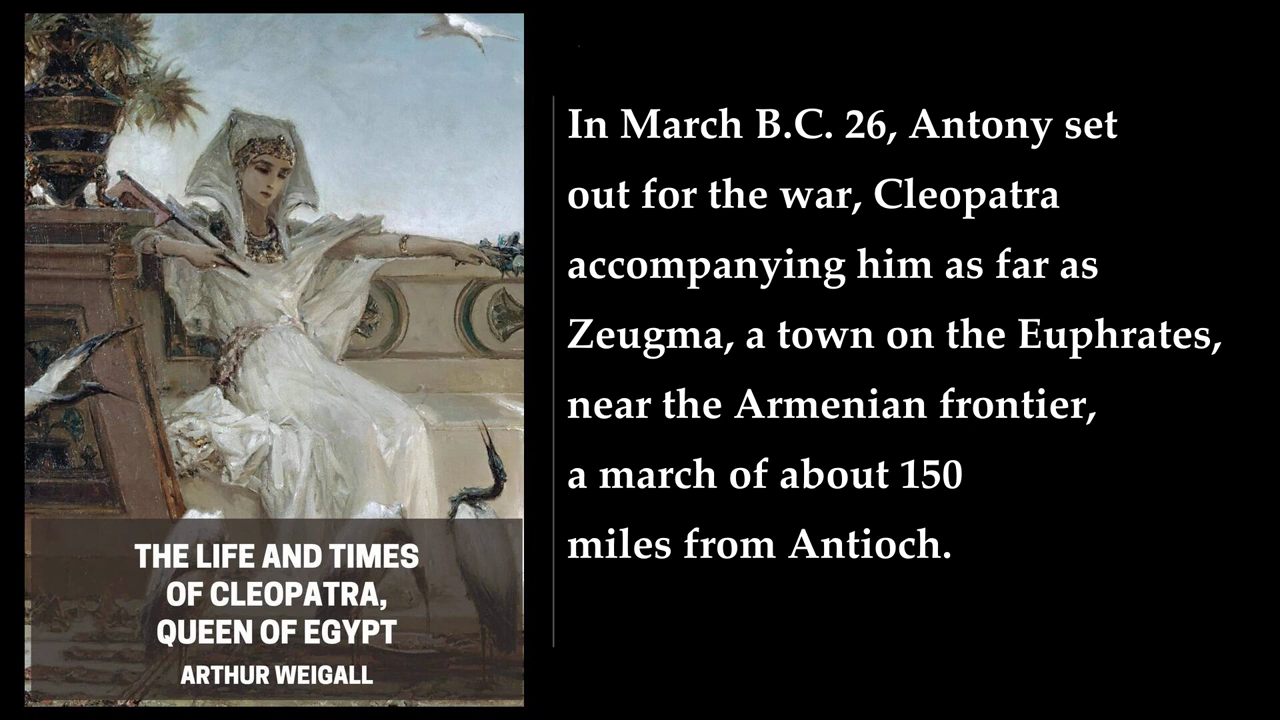 THE LIFE AND TIMES
OF CLEOPATRA,
QUEEN OF EGYPT
ARTHUR WEIGALL
In March B.C. 26, Antony set
out for the war, Cleopatra
accompanying him as far as
Zeugma, a town on the Euphrates,
near the Armenian frontier,
a march of about 150
miles from Antioch.